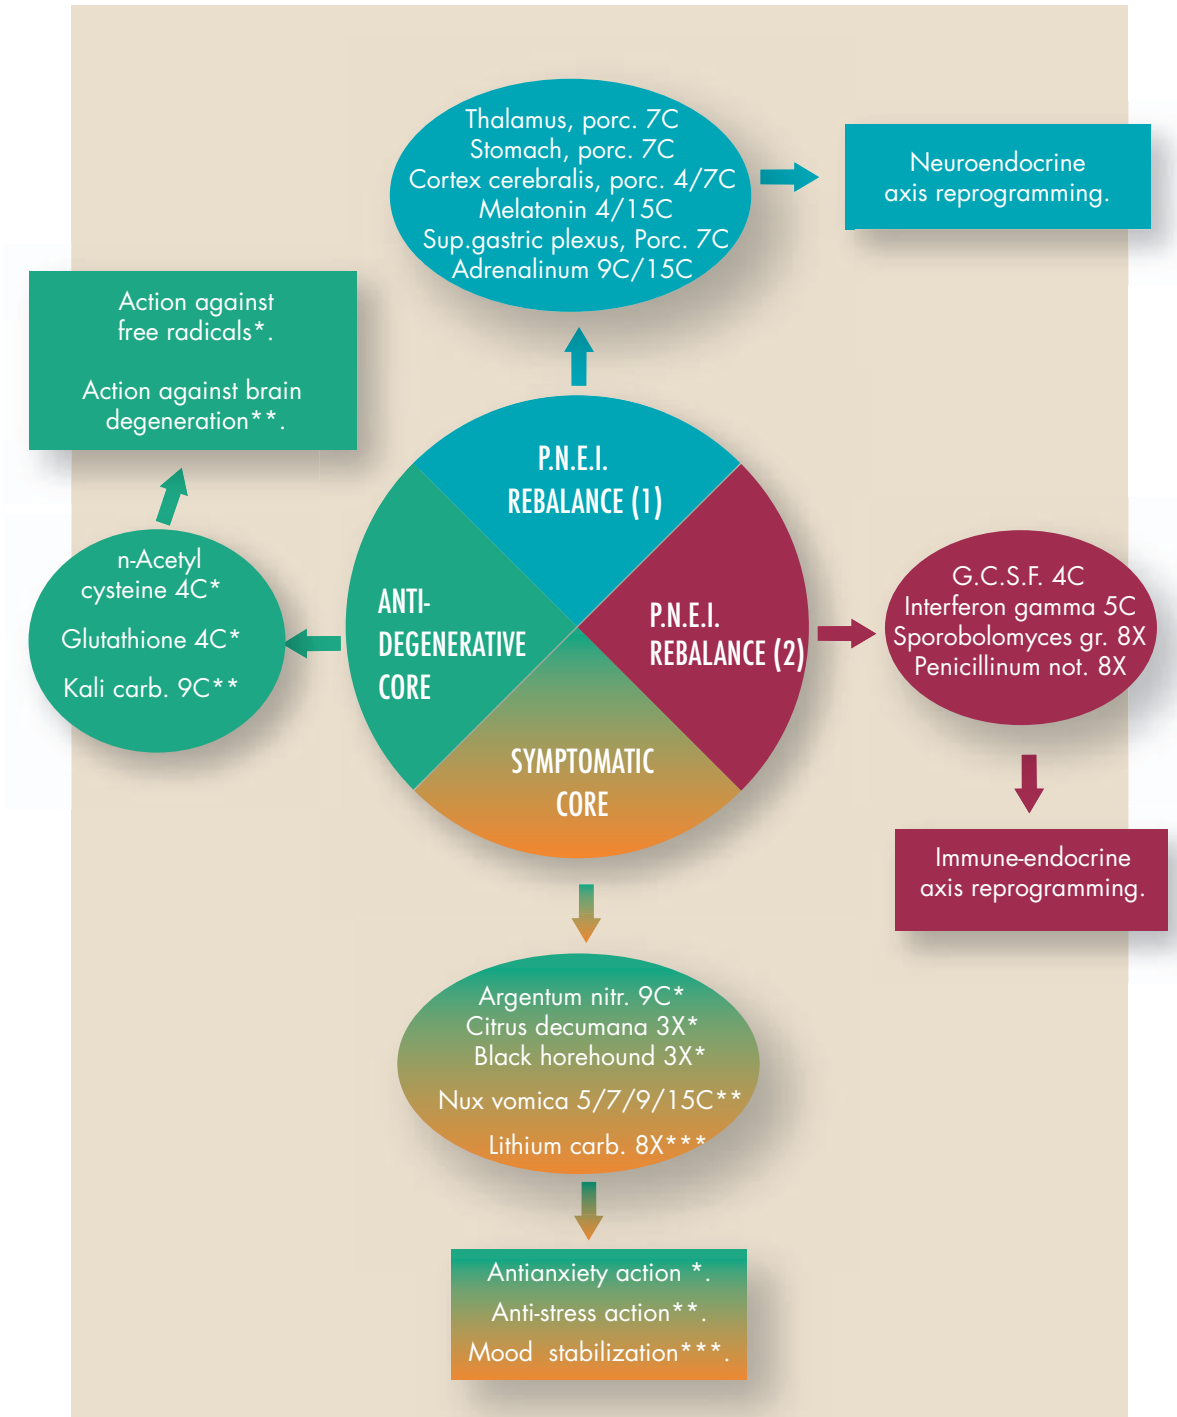 Thalamus, porc. 7C
Stomach, porc. 7C
Cortex cerebralis, porc. 4/7C
Melatonin 4/15C
Sup.gastric plexus, Porc. 7C
Adrenalinum 9C/15C
Neuroendocrine
axis reprogramming.
Action against
free radicals*.
Action against brain
degeneration**.
P.N.E.I.
REBALANCE (1)
n-Acetyl
cysteine 4C*
Glutathione 4C*
Kali carb. 9C**
ANTI-
DEGENERATIVE
CORE
P.N.E.I.
REBALANCE (2)
G.C.S.F. 4C
Interferon gamma 5C
Sporobolomyces gr. 8X
Penicillinum not. 8X
SYMPTOMATIC
CORE
Immune-endocrine
axis reprogramming.
Argentum nitr. 9C*
Citrus decumana 3X*
Black horehound 3X*
Nux vomica 5/7/9/15C**
Lithium carb. 8X***
Antianxiety action *.
Anti-stress action**.
Mood stabilization***.